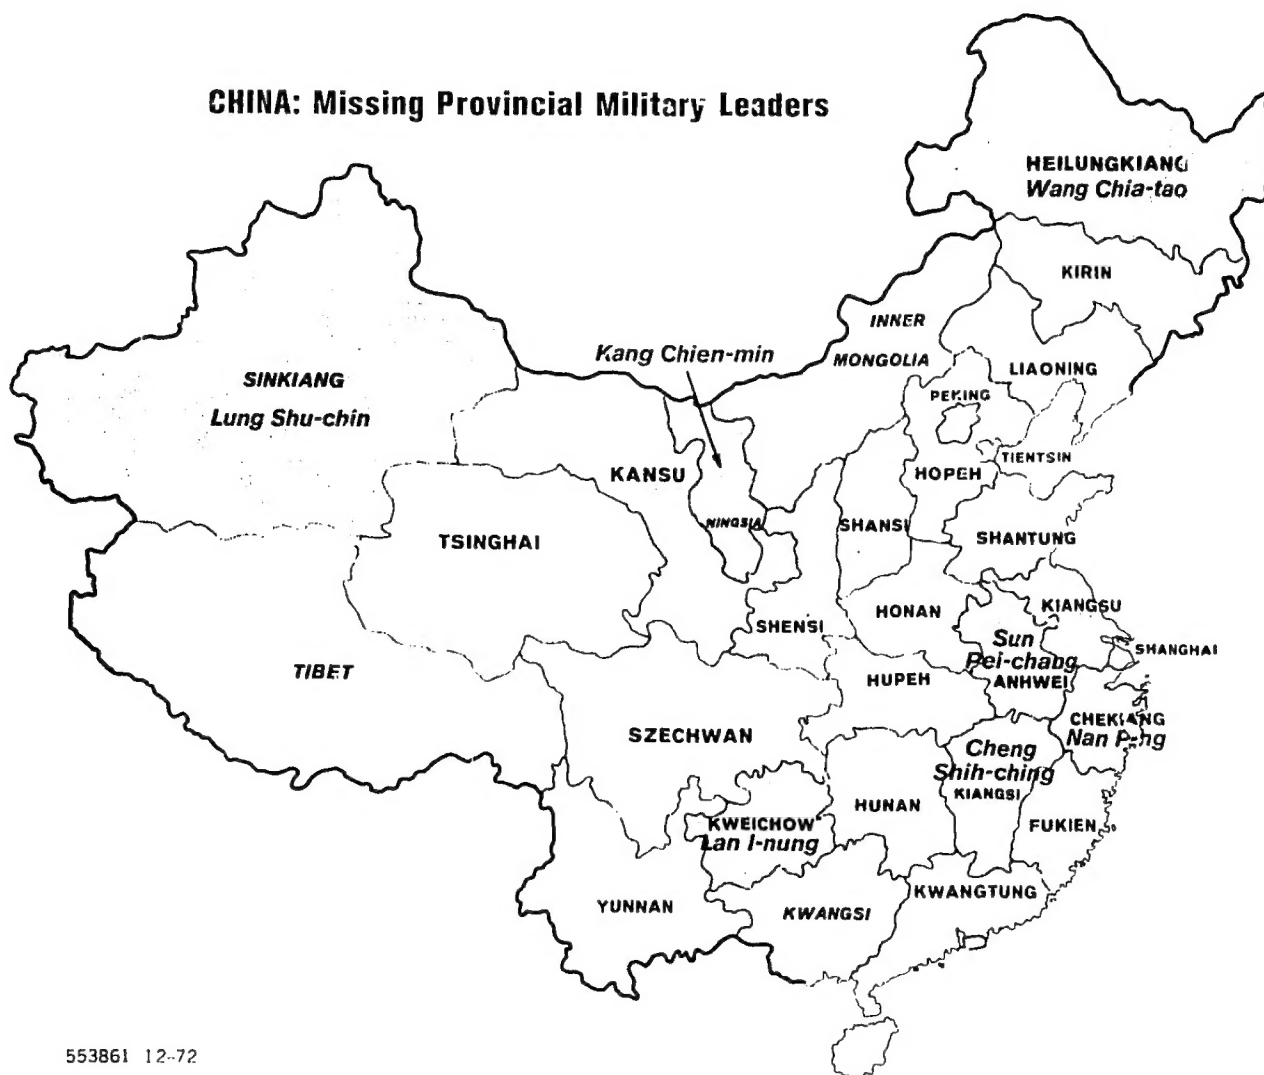 CHINA: Missing Provincial Military Leaders
HEILUNGKIANG
Wang Chia-tao
KIRIN
INNER
MONGOLIA
Kang Chien-min
LIAONING
PEKING
SINKIANG
Lung Shu-chin
TIENTSIN
KANSU
HOPEH
NINGSIA
SHANSI
TSINGHAI
SHANTUNG
HONAN
KIANGSU
SHENSI
Sun
Pei-chabg
ANHWEI
SHANGHAI
TIBET
HUPEH
CHEKIANG
Nan
SZECHWAN
Cheng
Shih-ching
KIANGSI
HUNAN
KWEICHOW
Lan I-nung
FUKIEN
YUNNAN
KWANGSI
KWANGTUNG
553861 12-72